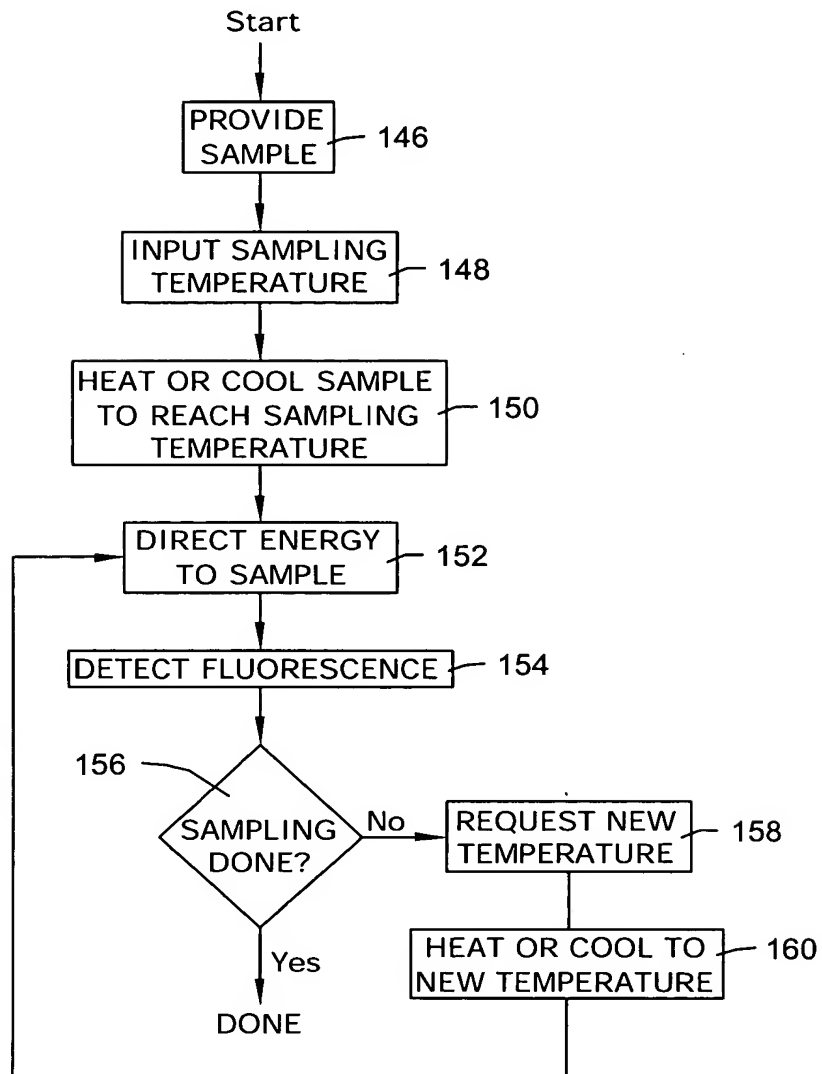 Start
PROVIDE
SAMPLE
146
INPUT SAMPLING
TEMPERATURE
148
HEAT OR COOL SAMPLE
TO REACH SAMPLING
TEMPERATURE
150
DIRECT ENERGY
TO SAMPLE
152
DETECT FLUORESCENCE
154
156
SAMPLING
DONE?
No
REQUEST NEW
TEMPERATURE
158
HEAT OR COOL TO
NEW TEMPERATURE
160
Yes
DONE